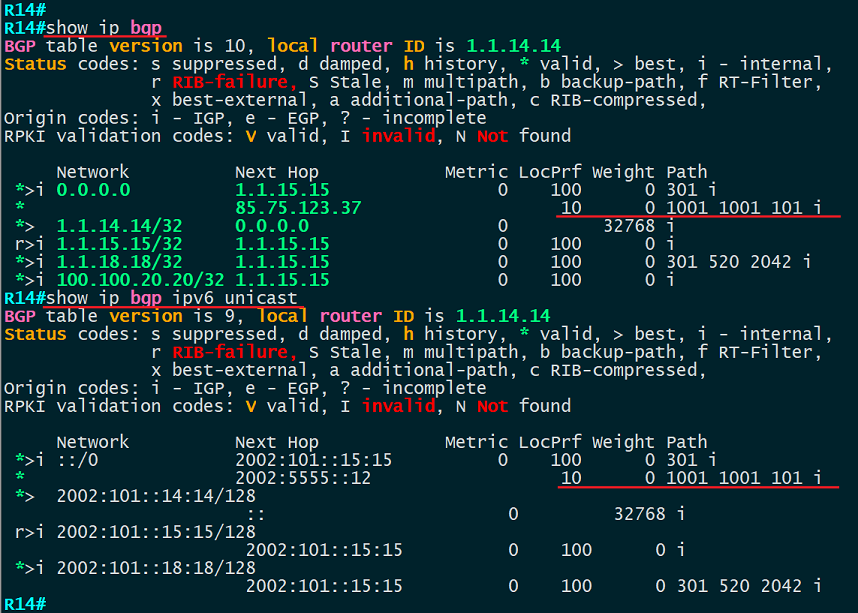 R14#
R14#show ip bgp
BGP table version is 10, local router ID is 1.1.14.14
Status codes: s suppressed, d damped, h history, * valid, > best, i - internal,
              r RIB-failure, S Stale, m multipath, b backup-path, f RT-Filter,
              x best-external, a additional-path, c RIB-compressed,
Origin codes: i - IGP, e - EGP, ? - incomplete
RPKI validation codes: V valid, I invalid, N Not found

     Network          Next Hop            Metric LocPrf Weight Path
 *>i 0.0.0.0          1.1.15.15                0    100      0 301 i
 *                    85.75.123.37                   10      0 1001 1001 101 i
 *>  1.1.14.14/32     0.0.0.0                  0         32768 i
 r>i 1.1.15.15/32     1.1.15.15                0    100      0 i
 *>i 1.1.18.18/32     1.1.15.15                0    100      0 301 520 2042 i
 *>i 100.100.20.20/32 1.1.15.15                0    100      0 i
R14#show ip bgp ipv6 unicast
BGP table version is 9, local router ID is 1.1.14.14
Status codes: s suppressed, d damped, h history, * valid, > best, i - internal,
              r RIB-failure, S Stale, m multipath, b backup-path, f RT-Filter,
              x best-external, a additional-path, c RIB-compressed,
Origin codes: i - IGP, e - EGP, ? - incomplete
RPKI validation codes: V valid, I invalid, N Not found

     Network          Next Hop            Metric LocPrf Weight Path
 *>i ::/0             2002:101::15:15          0    100      0 301 i
 *                    2002:5555::12                  10      0 1001 1001 101 i
 *>  2002:101::14:14/128
                       ::                       0         32768 i
 r>i 2002:101::15:15/128
                       2002:101::15:15          0    100      0 i
 *>i 2002:101::18:18/128
                       2002:101::15:15          0    100      0 301 520 2042 i
R14#